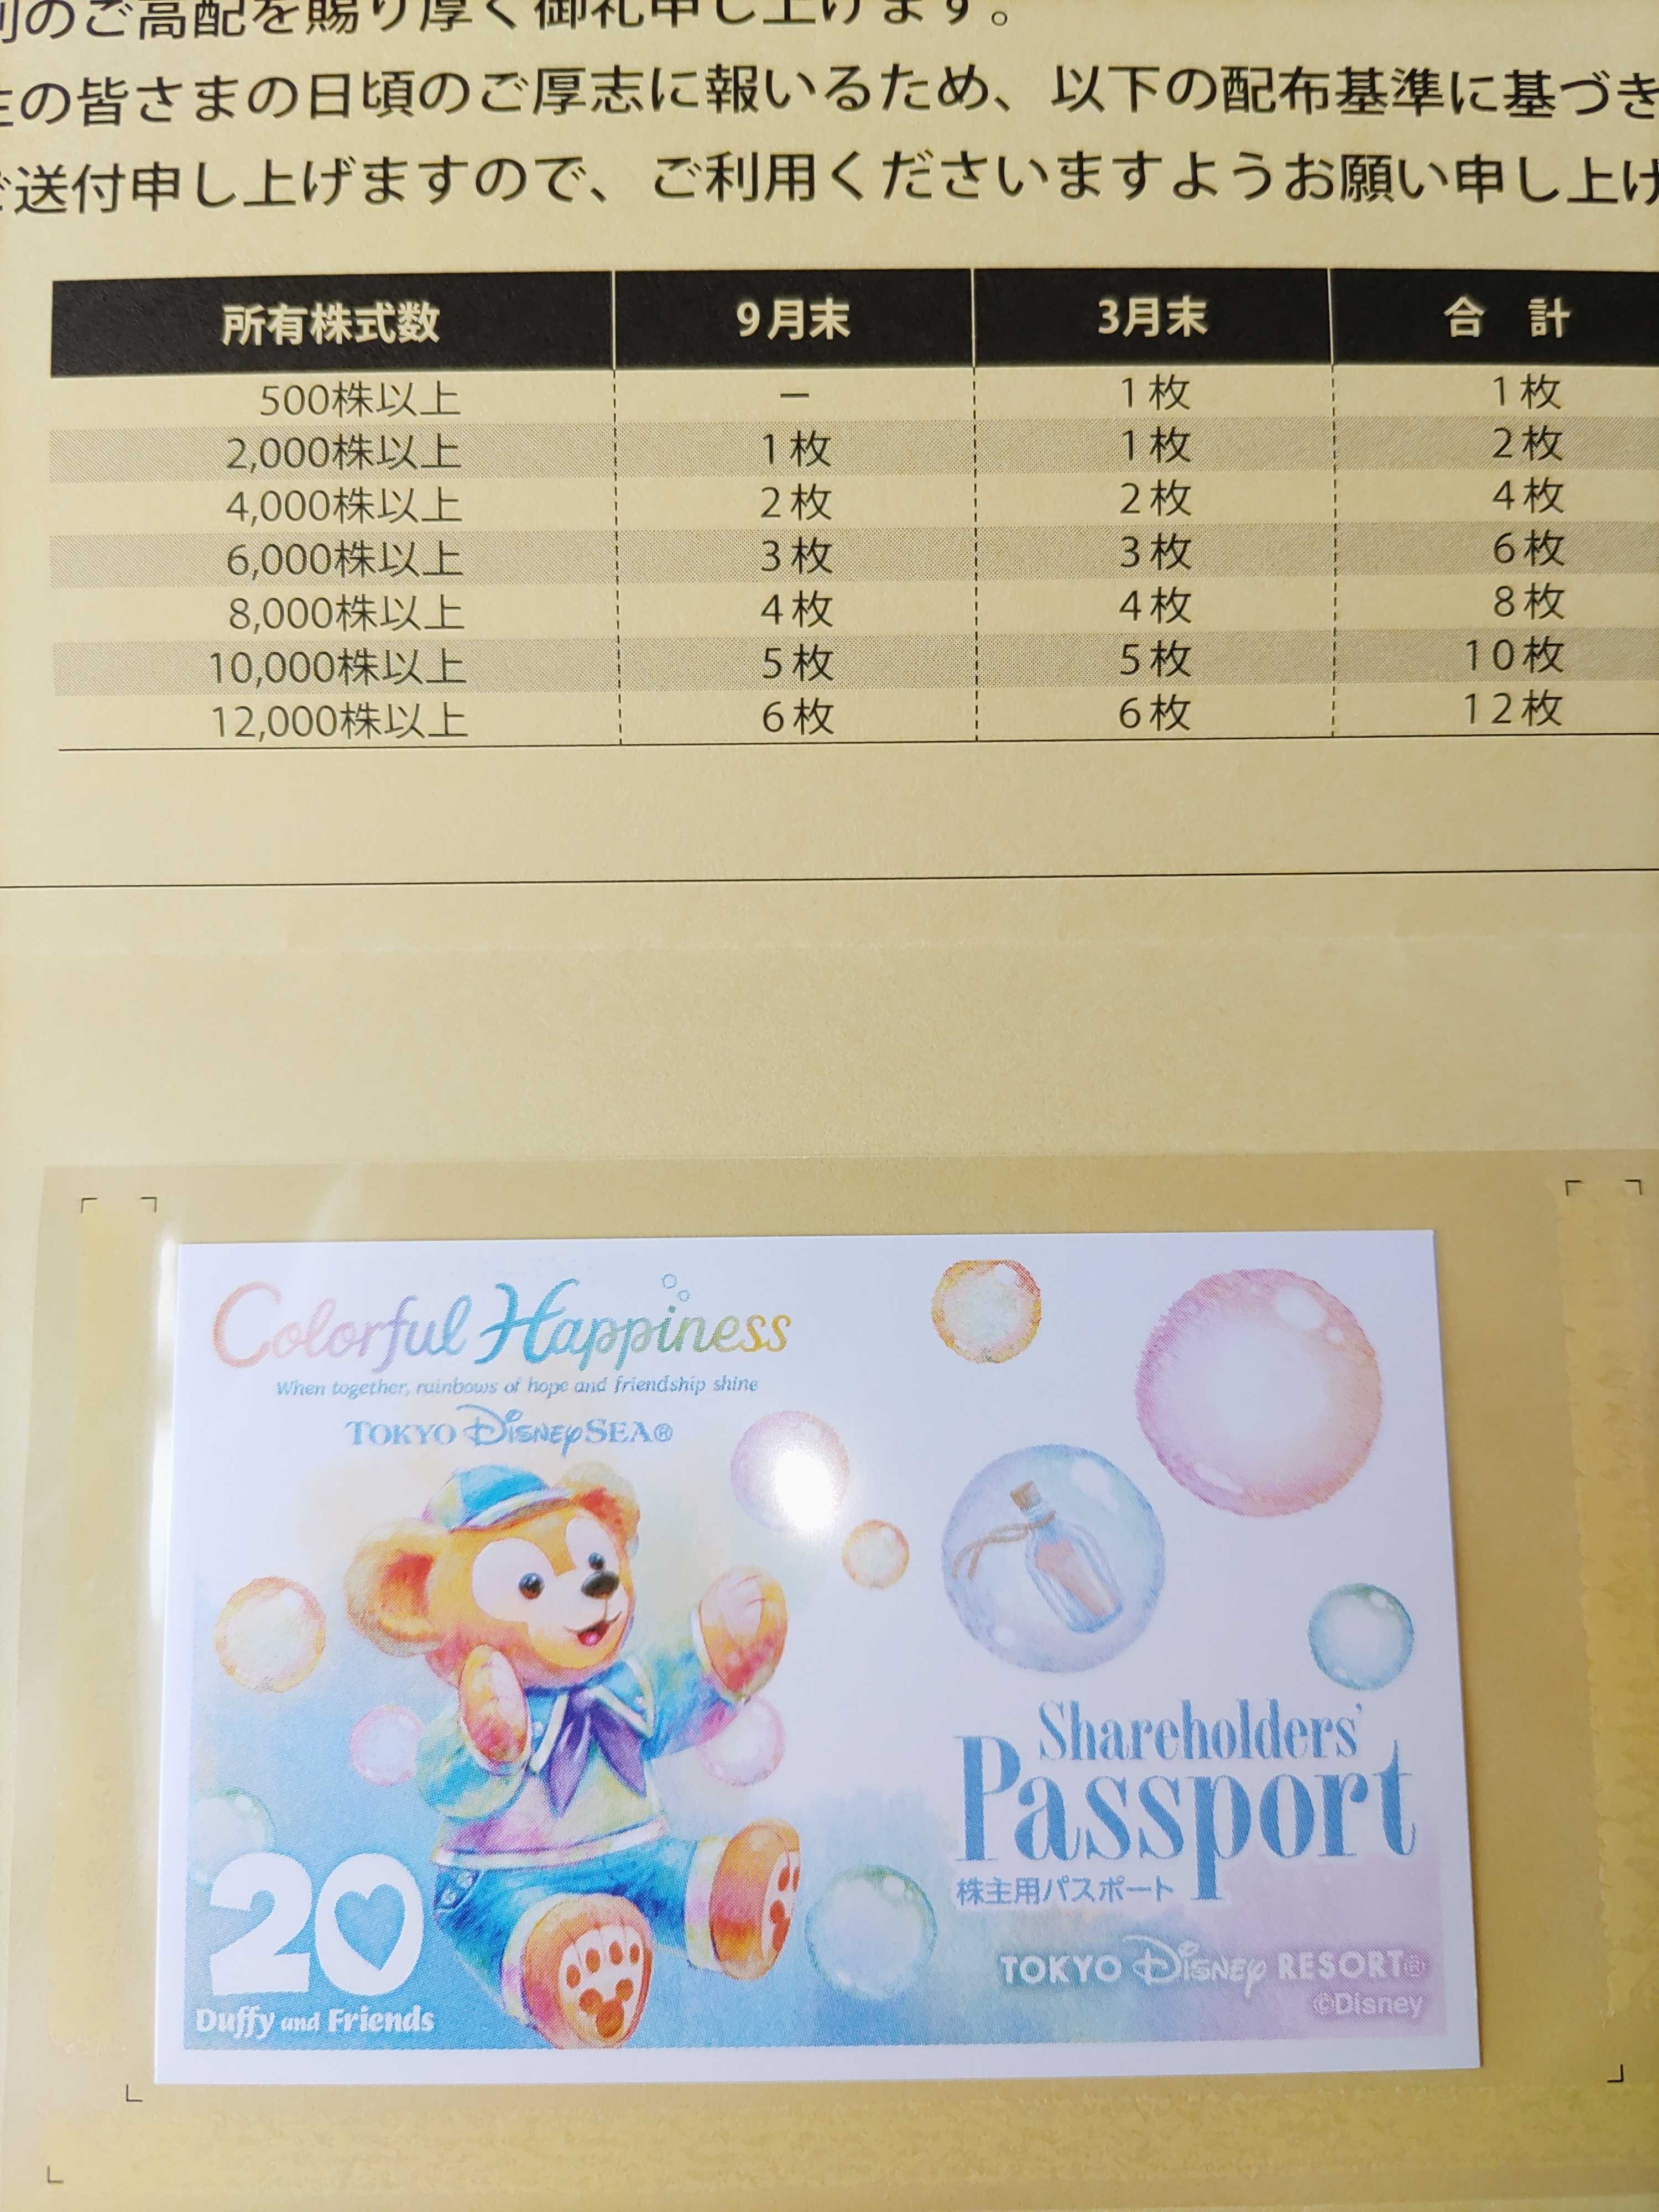 のご高配を賜り厚く御礼申し上げます。
の皆さまの日頃のご厚志に報いるため、以下の配布基準に基づき
送付申し上げますので、ご利用くださいますようお願い申し上げ
所有株式数 9月末 3月末 合 計
500株以上 － 1枚 1枚
2,000株以上 1枚 1枚 2枚
4,000株以上 2枚 2枚 4枚
6,000株以上 3枚 3枚 6枚
8,000株以上 4枚 4枚 8枚
10,000株以上 5枚 5枚 10枚
12,000株以上 6枚 6枚 12枚
Colorful Happiness
When together, rainbows of hope and friendship shine
TOKYO DisNEY SEA®
Shareholders'
Passport
株主用パスポート
20
Duffy and Friends
TOKYO DisNEY RESORT®
©Disney